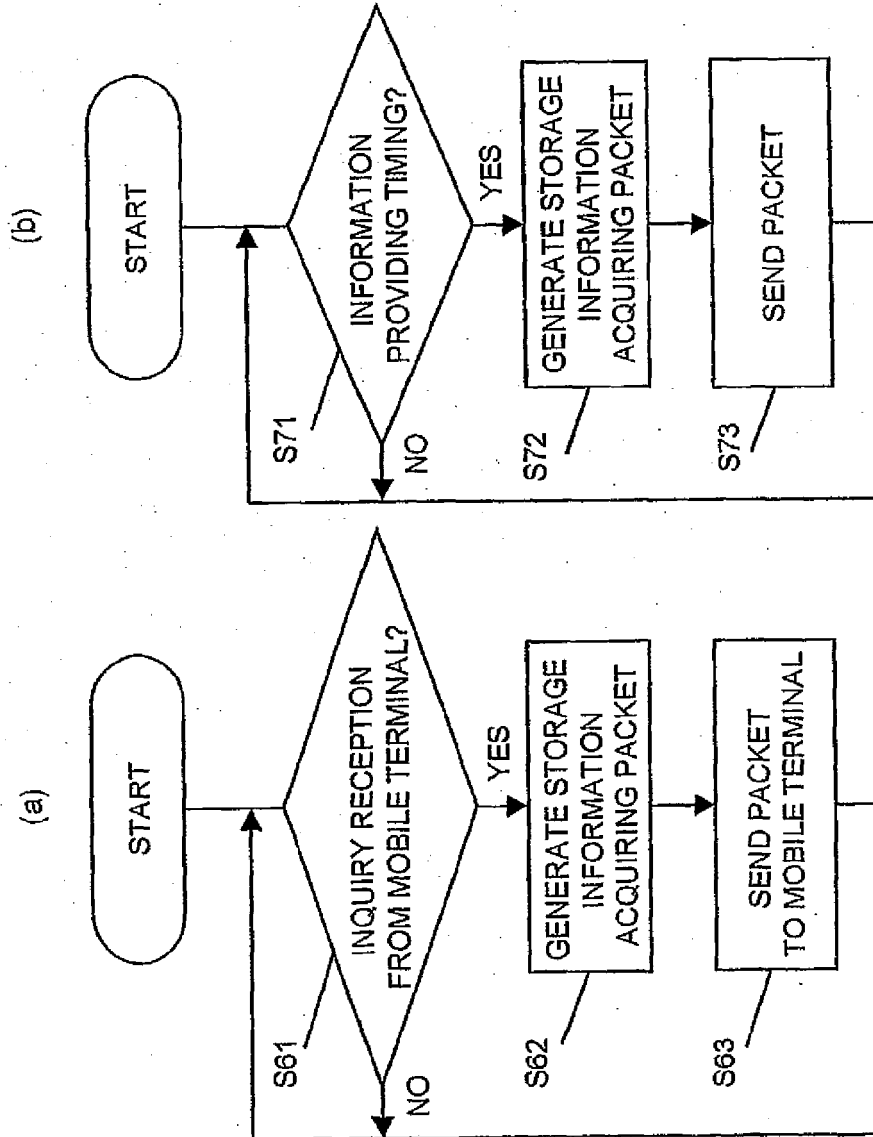 (a)
START
INQUIRY RECEPTION
FROM MOBILE TERMINAL?
S61
NO
YES
GENERATE STORAGE
INFORMATION
ACQUIRING PACKET
S62
SEND PACKET
TO MOBILE TERMINAL
S63
(b)
START
INFORMATION
PROVIDING TIMING?
S71
NO
YES
GENERATE STORAGE
INFORMATION
ACQUIRING PACKET
S72
SEND PACKET
S73